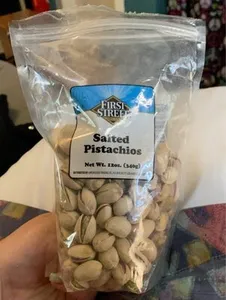 FIRST
STREET
Salted
Pistachios
Net Wt. 12oz. (340g)